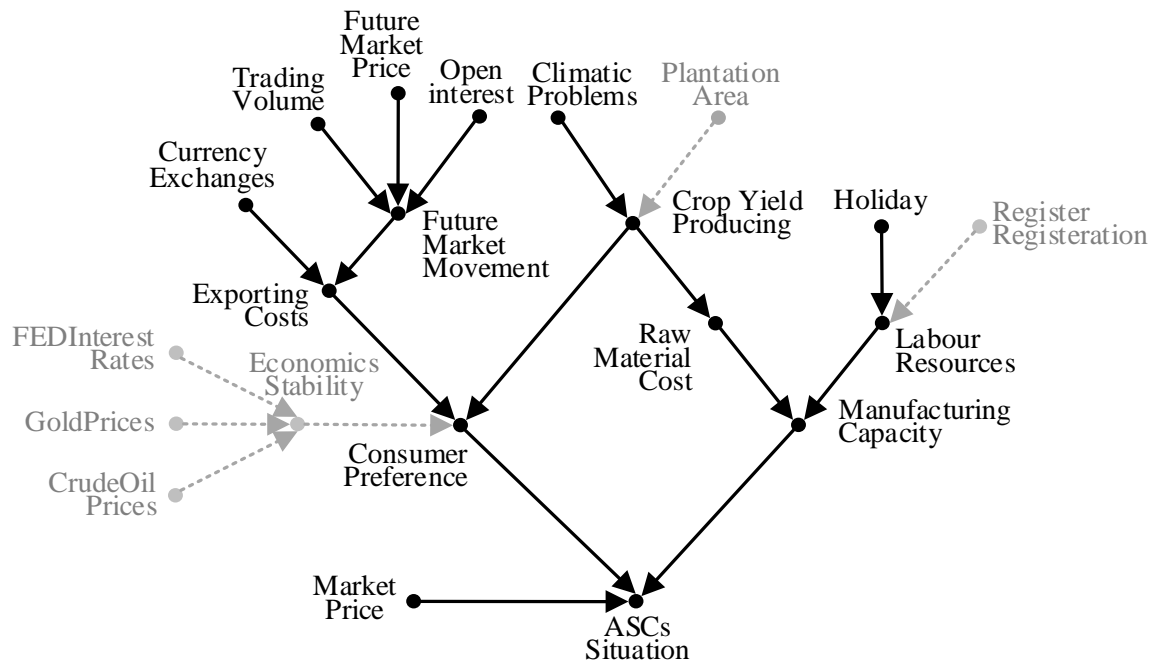 Future
Market
Price
Trading
Volume
Open
interest
Climatic
Problems
Plantation
Area
Currency
Exchanges
Future
Market
Movement
Crop Yield
Producing
Holiday
Register
Registeration
Exporting
Costs
FEDInterest
Rates
Economics
Stability
Raw
Material
Cost
Labour
Resources
GoldPrices
Manufacturing
Capacity
Consumer
Preference
CrudeOil
Prices
Market
Price
ASCs
Situation